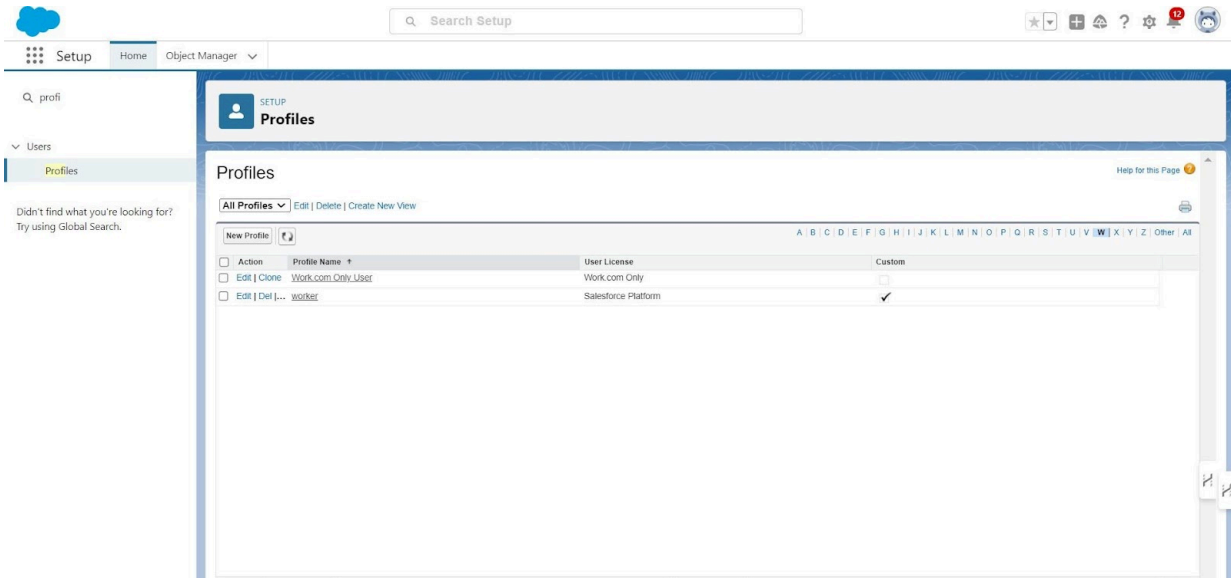 Search Setup
12
Setup Home Object Manager
profi
Users
Profiles
Didn't find what you're looking for?
Try using Global Search.
SETUP
Profiles
Profiles
Help for this Page
All Profiles Edit | Delete | Create New View
New Profile
A | B | C | D | E | F | G | H | I | J | K | L | M | N | O | P | Q | R | S | T | U | V | W | X | Y | Z | Other | All
Action Profile Name User License Custom
Edit | Clone Work.com Only User Work.com Only
Edit | Del |... worker Salesforce Platform